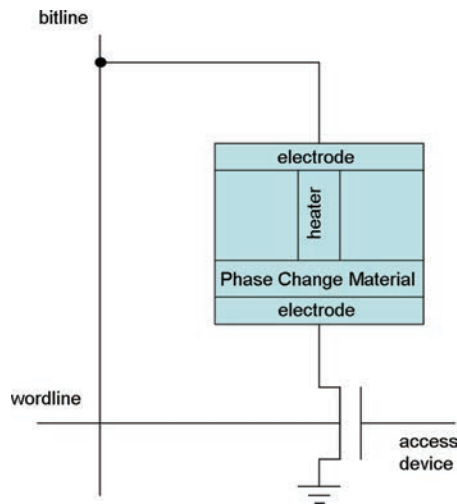 bitline
electrode
heater
Phase Change Material
electrode
wordline
access
device